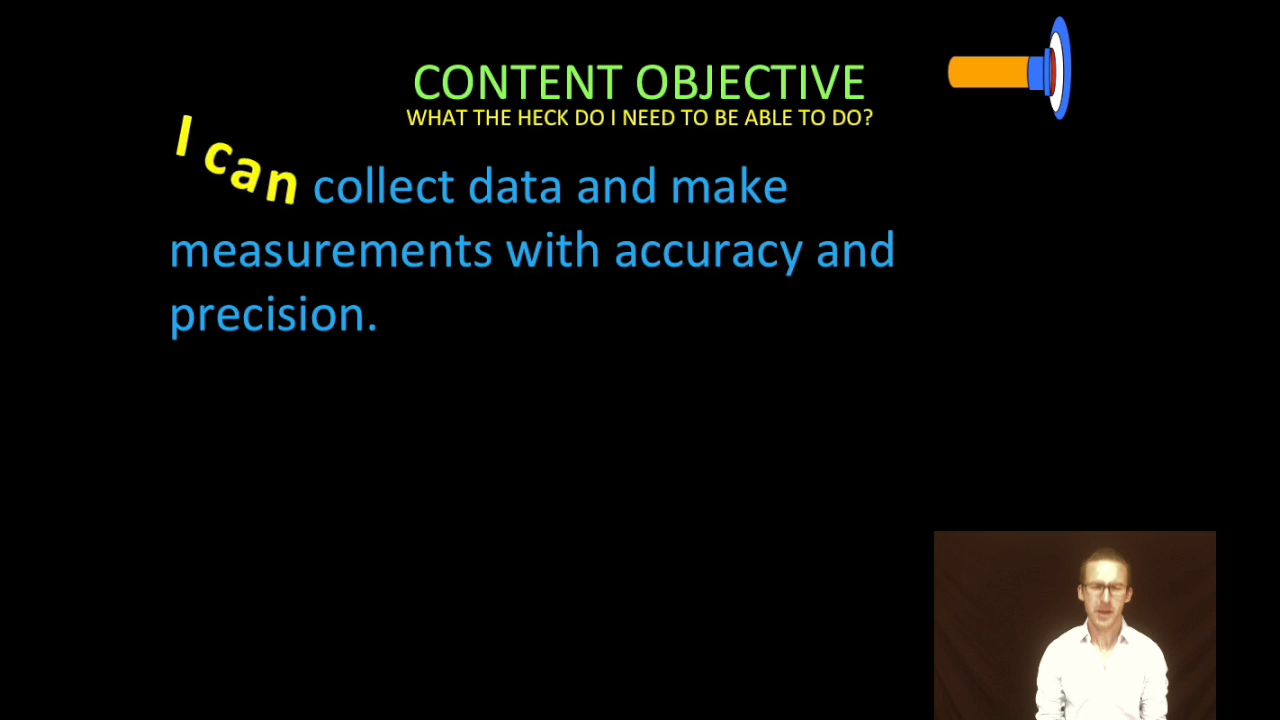 CONTENT OBJECTIVE
WHAT THE HECK DO I NEED TO BE ABLE TO DO?
I can collect data and make
measurements with accuracy and
precision.